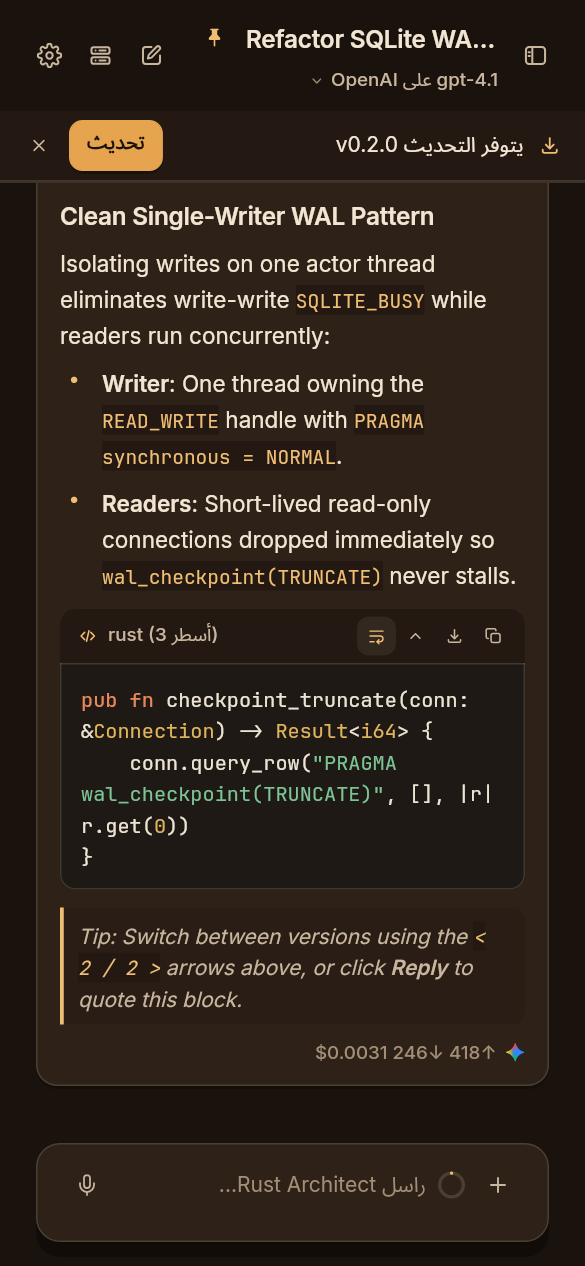 Refactor SQLite WA...
gpt-4.1 على OpenAI
يتوفر التحديث v0.2.0
تحديث
Clean Single-Writer WAL Pattern
Isolating writes on one actor thread
eliminates write-write SQLITE_BUSY while
readers run concurrently:
• Writer: One thread owning the
READ_WRITE handle with PRAGMA
synchronous = NORMAL.
• Readers: Short-lived read-only
connections dropped immediately so
wal_checkpoint(TRUNCATE) never stalls.
rust (3 أسطر)
pub fn checkpoint_truncate(conn:
&Connection) -> Result<i64> {
    conn.query_row("PRAGMA
wal_checkpoint(TRUNCATE)", [], |r|
r.get(0))
}
Tip: Switch between versions using the <
2 / 2 > arrows above, or click Reply to
quote this block.
$0.0031 246↓ 418↑
راسل Rust Architect...